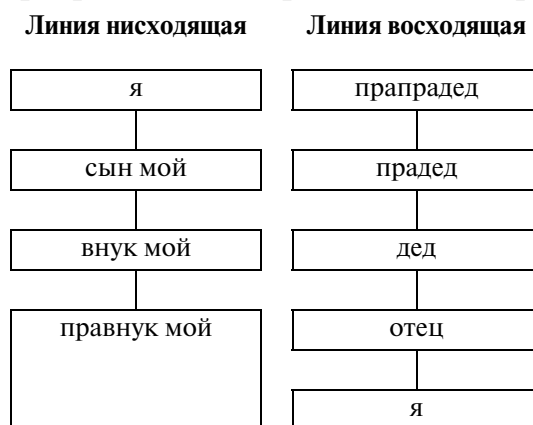 Линия нисходящая
я
сын мой
внук мой
правнук мой
Линия восходящая
прапрадед
прадед
дед
отец
я